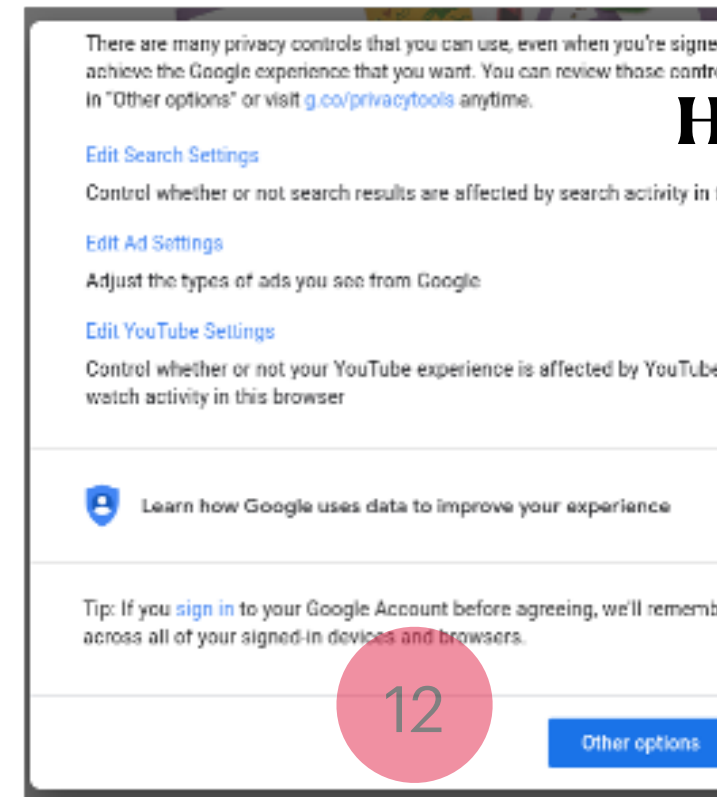 There are many privacy controls that you can use, even when you're signe
achieve the Google experience that you want. You can review those contr
in "Other options" or visit g.co/privacytools anytime.
H
Edit Search Settings
Control whether or not search results are affected by search activity in
Edit Ad Settings
Adjust the types of ads you see from Google
Edit YouTube Settings
Control whether or not your YouTube experience is affected by YouTube
watch activity in this browser
Learn how Google uses data to improve your experience
Tip: If you sign in to your Google Account before agreeing, we'll rememb
across all of your signed-in devices and browsers.
12
Other options